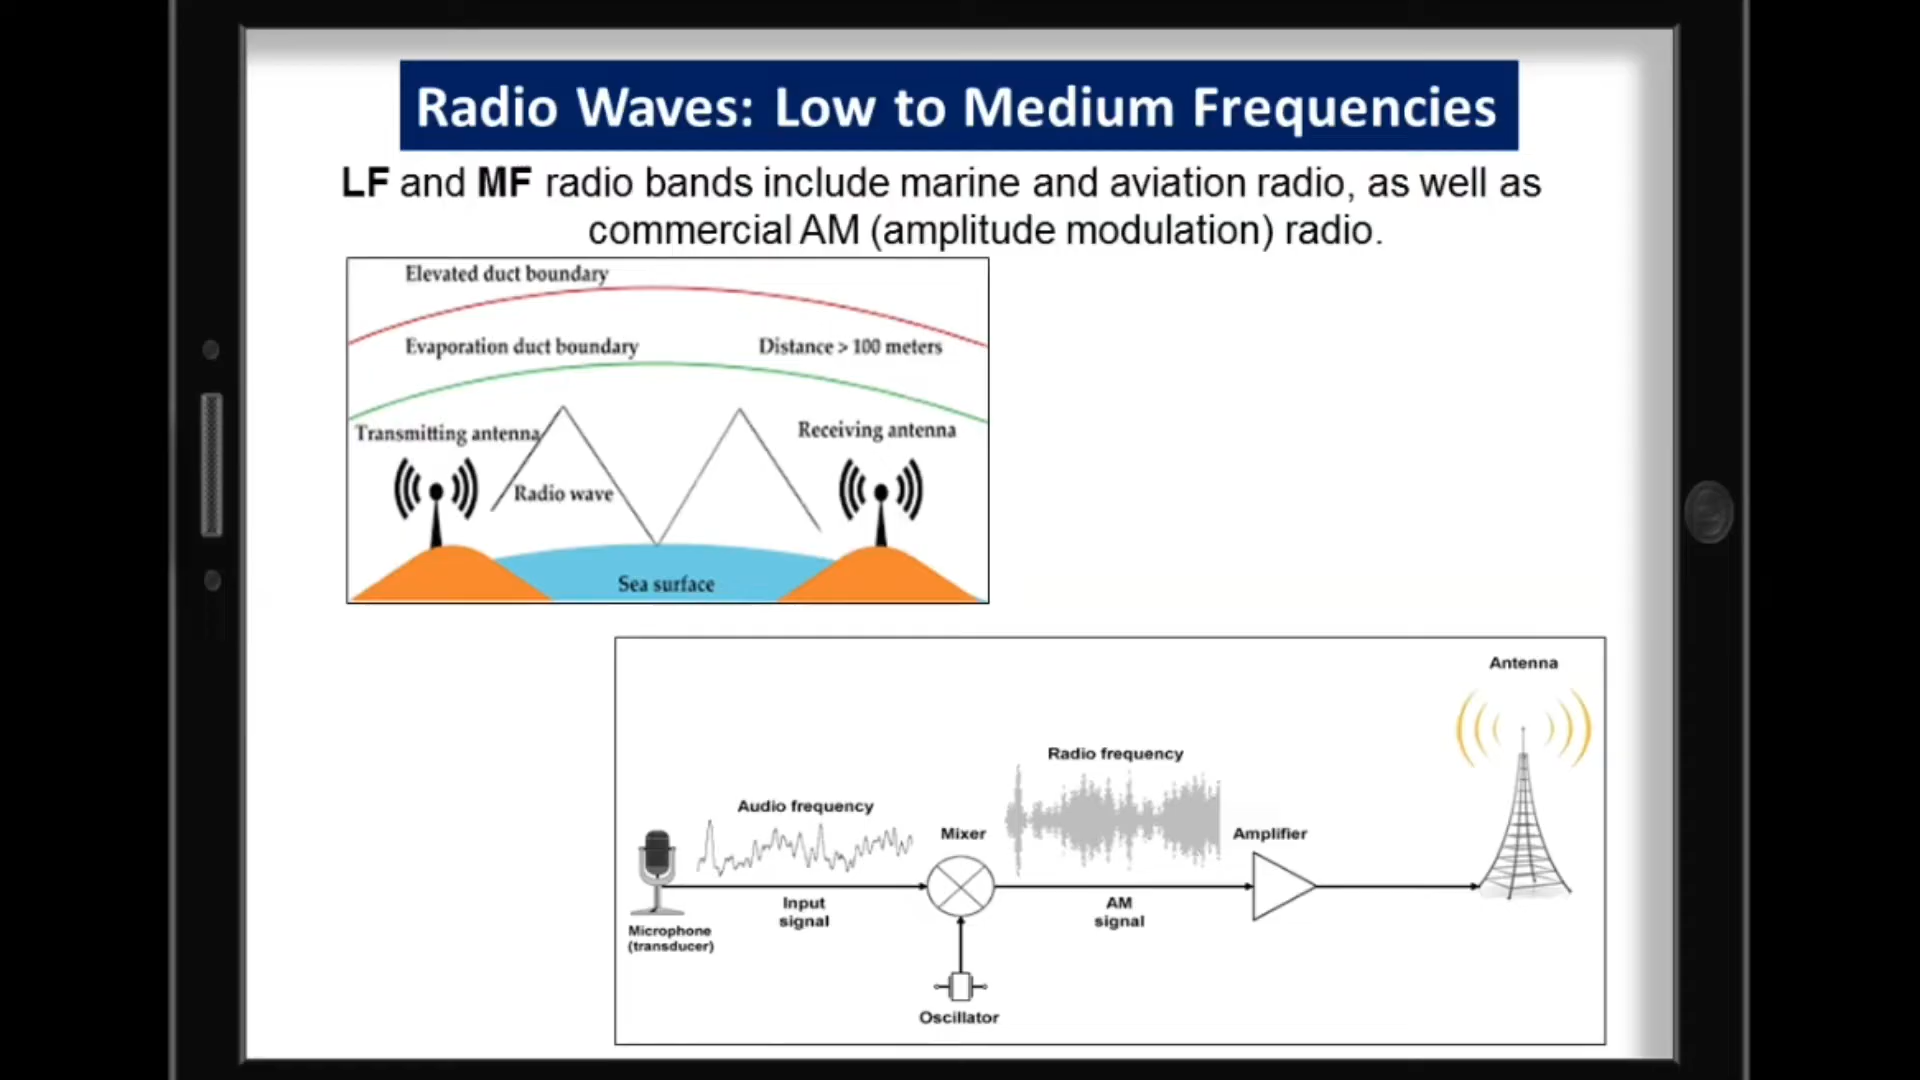 Radio Waves: Low to Medium Frequencies
LF and MF radio bands include marine and aviation radio, as well as
commercial AM (amplitude modulation) radio.
Elevated duct boundary
Evaporation duct boundary
Distance > 100 meters
Transmitting antenna
Receiving antenna
Radio wave
Sea surface
Antenna
Radio frequency
Audio frequency
Mixer
Amplifier
Input
signal
AM
signal
Microphone
(transducer)
Oscillator